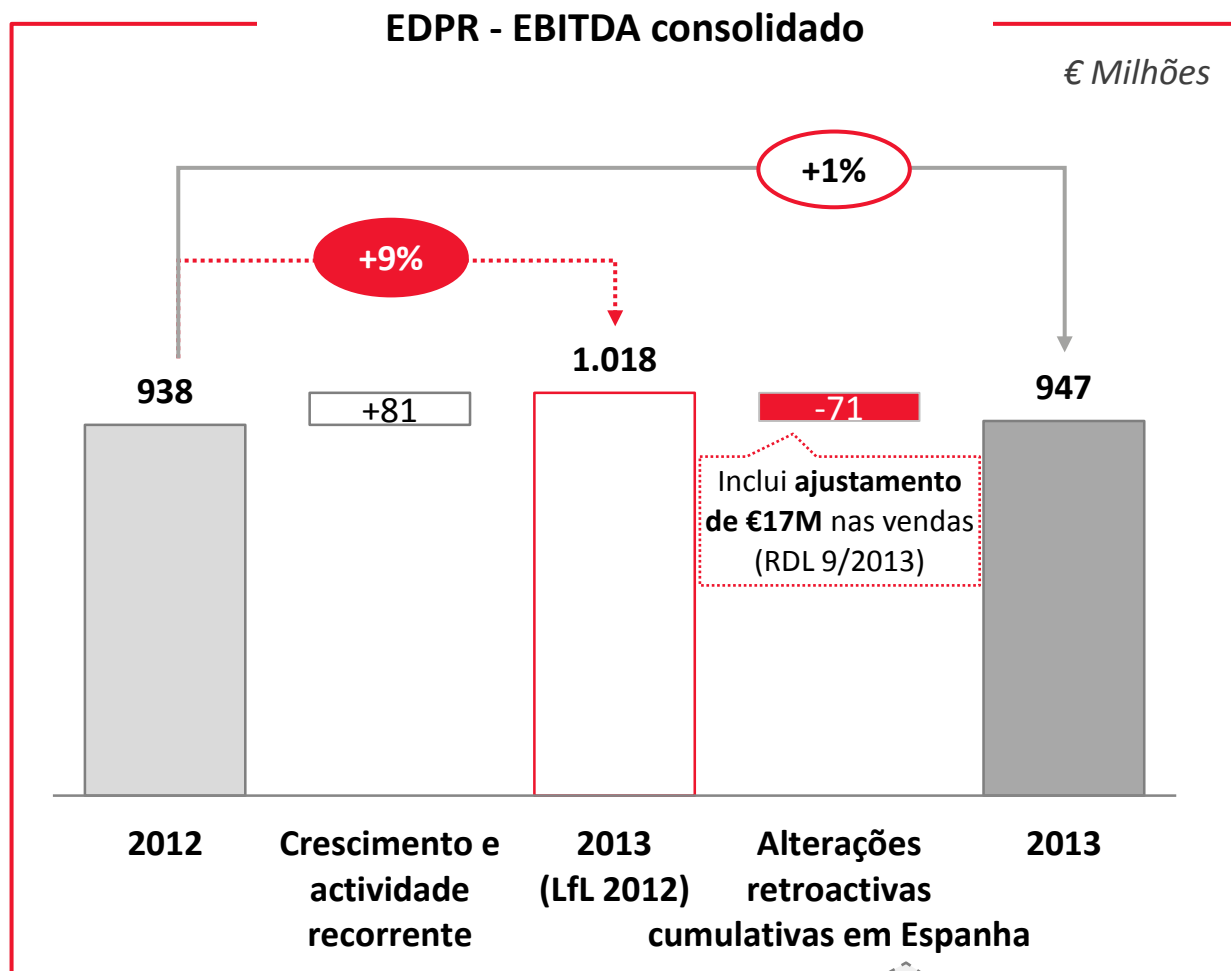 EDPR - EBITDA consolidado
€ Milhões
+1%
+9%
1.018
938
947
+81
-71
Inclui ajustamento
de €17M nas vendas
(RDL 9/2013)
2012
Crescimento e
actividade
recorrente
2013
(LfL 2012)
Alterações
retroactivas
cumulativas em Espanha
2013